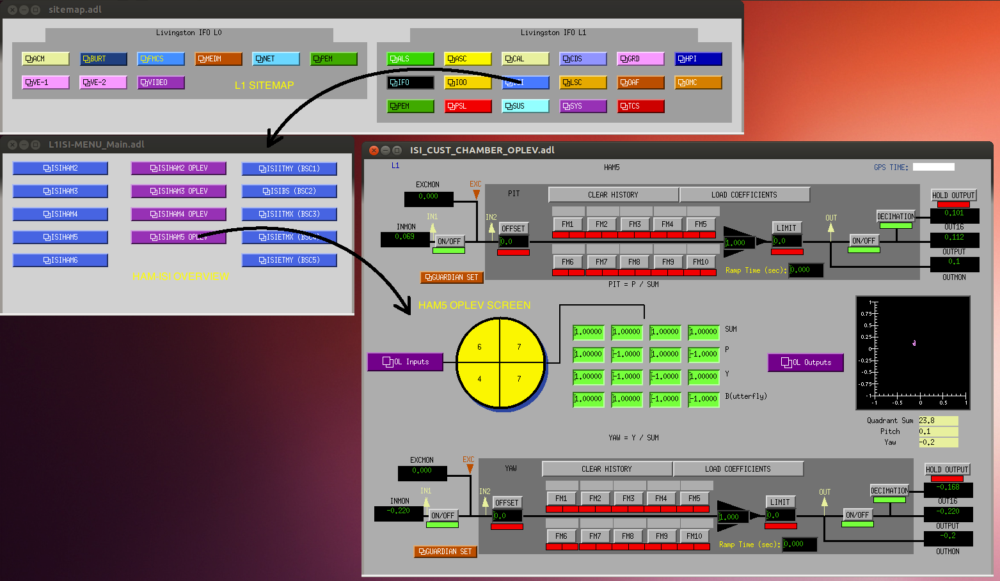 sitemap.adl
Livingston IFO L0
ACM BURT FMCS MEDM NET PEM
VE-1 VE-2 VIDEO
L1 SITEMAP
Livingston IFO L1
ALS ASC CAL CDS GRD HPI
IFO IOO ISI LSC OAF OMC
PEM PSL SUS SYS TCS
L1ISI-MENU_Main.adl
ISIHAM2 ISIHAM2 OPLEV ISIITMY (BSC1)
ISIHAM3 ISIHAM3 OPLEV ISIBS (BSC2)
ISIHAM4 ISIHAM4 OPLEV ISIITMX (BSC3)
ISIHAM5 ISIHAM5 OPLEV ISIETMX (BSC4)
ISIHAM6 ISIETMY (BSC5)
HAM-ISI OVERVIEW
ISI_CUST_CHAMBER_OPLEV.adl
L1 HAM5 GPS TIME:
EXCMON EXC PIT CLEAR HISTORY LOAD COEFFICIENTS HOLD OUTPUT
0.000
IN1 IN2 FM1 FM2 FM3 FM4 FM5 OUT DECIMATION 0.101
INMON OFFSET LIMIT OUT16
0.069 ON/OFF 0.0 1.000 0.0 ON/OFF 0.112
OUTPUT
FM6 FM7 FM8 FM9 FM10 0.1
Ramp Time (sec): 0.000
GUARDIAN SET OUTMON
PIT = P / SUM
HAM5 OPLEV SCREEN
OL Inputs
6 7
4 7
1.00000 1.00000 1.00000 1.00000 SUM
1.00000 -1.0000 1.00000 -1.0000 P
1.00000 -1.0000 -1.0000 1.00000 Y
1.00000 1.00000 -1.0000 -1.0000 B(utterfly)
OL Outputs
1
0.75
0.5
0.25
0
-0.25
-0.5
-0.75
-1
-1 -0.5 0 0.5 1
Quadrant Sum 23.8
Pitch 0.1
Yaw -0.2
YAW = Y / SUM
EXCMON EXC YAW CLEAR HISTORY LOAD COEFFICIENTS HOLD OUTPUT
0.000
IN1 IN2 FM1 FM2 FM3 FM4 FM5 OUT DECIMATION -0.168
INMON OFFSET LIMIT OUT16
-0.220 ON/OFF 0.0 1.000 0.0 ON/OFF -0.220
OUTPUT
FM6 FM7 FM8 FM9 FM10 -0.2
Ramp Time (sec): 0.000
GUARDIAN SET OUTMON